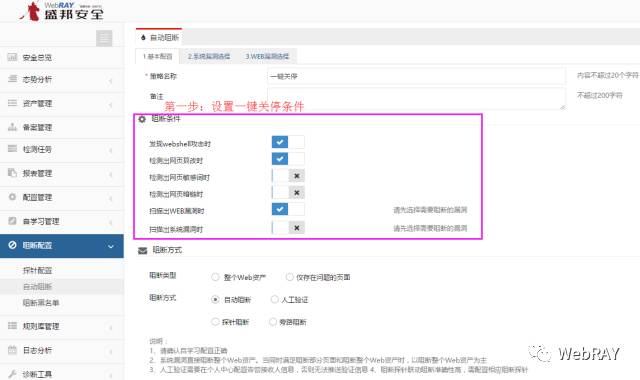 WebRAY
盛邦安全
安全总览
态势分析
资产管理
备案管理
检测任务
报表管理
配置管理
自学习管理
阻断配置
探针配置
自动阻断
阻断黑名单
规则库管理
日志分析
诊断工具
自动阻断
1.基本配置 2.系统漏洞选择 3.WEB漏洞选择
* 策略名称 一键关停 内容不超过20个字符
备注 不超过200字符
第一步：设置一键关停条件
阻断条件
发现webshell攻击时
检测出网页篡改时
检测出网页敏感词时
检测出网页暗链时
扫描出WEB漏洞时 请先选择需要阻断的漏洞
扫描出系统漏洞时 请先选择需要阻断的漏洞
阻断方式
阻断类型 整个Web资产 仅存在问题的页面
阻断方式 自动阻断 人工验证
探针阻断 旁路阻断
说明：
1、请确认自学习配置正确
2、系统漏洞直接阻断整个Web资产。当同时满足阻断部分页面和阻断整个Web资产时，以阻断整个Web资产为主
3、人工验证需要在个人中心配置告警接收人信息，否则无法推送验证信息 4、阻断探针联动阻断准确性高，需配置相应阻断探针
WebRAY